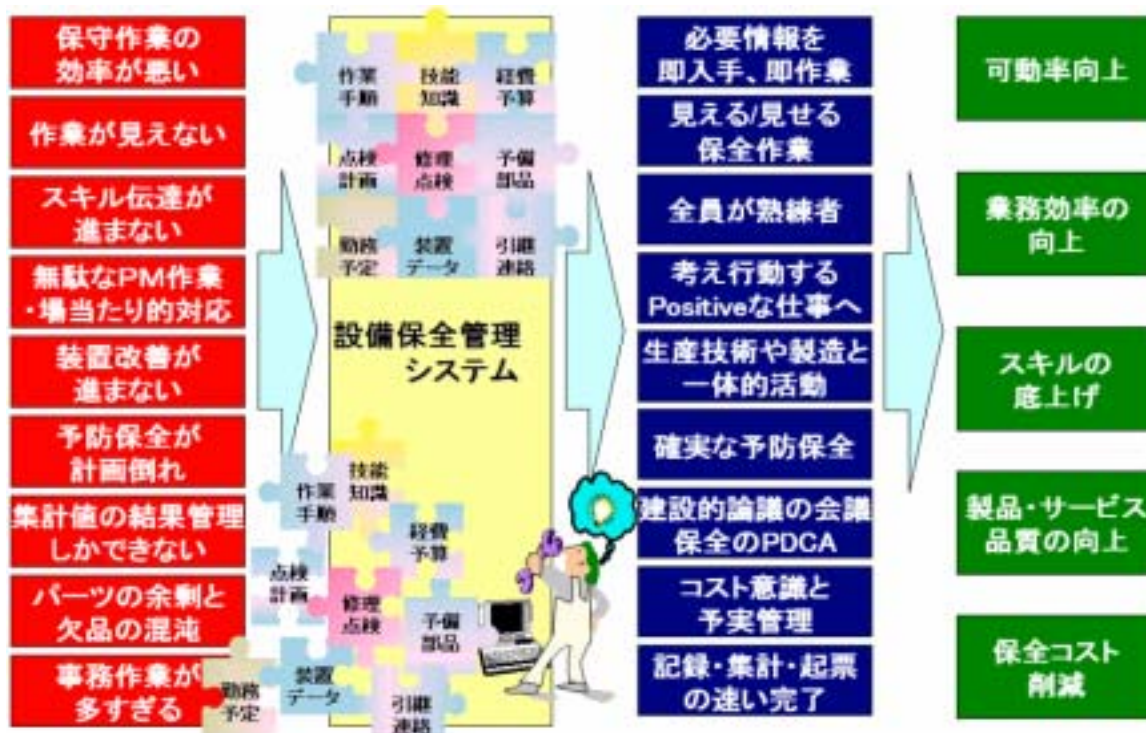 保守作業の
効率が悪い
作業が見えない
スキル伝達が
進まない
無駄なPM作業
・場当たり的対応
装置改善が
進まない
予防保全が
計画倒れ
集計値の結果管理
しかできない
パーツの余剰と
欠品の混沌
事務作業が
多すぎる
作業
手順
技能
知識
経費
予算
点検
計画
修理
点検
予備
部品
勤務
予定
装置
データ
引継
連絡
設備保全管理
システム
作業
手順
技能
知識
経費
予算
点検
計画
修理
点検
予備
部品
勤務
予定
装置
データ
引継
連絡
必要情報を
即入手、即作業
見える/見せる
保全作業
全員が熟練者
考え行動する
Positiveな仕事へ
生産技術や製造と
一体的活動
確実な予防保全
建設的論議の会議
保全のPDCA
コスト意識と
予実管理
記録・集計・起票
の速い完了
可動率向上
業務効率の
向上
スキルの
底上げ
製品・サービス
品質の向上
保全コスト
削減